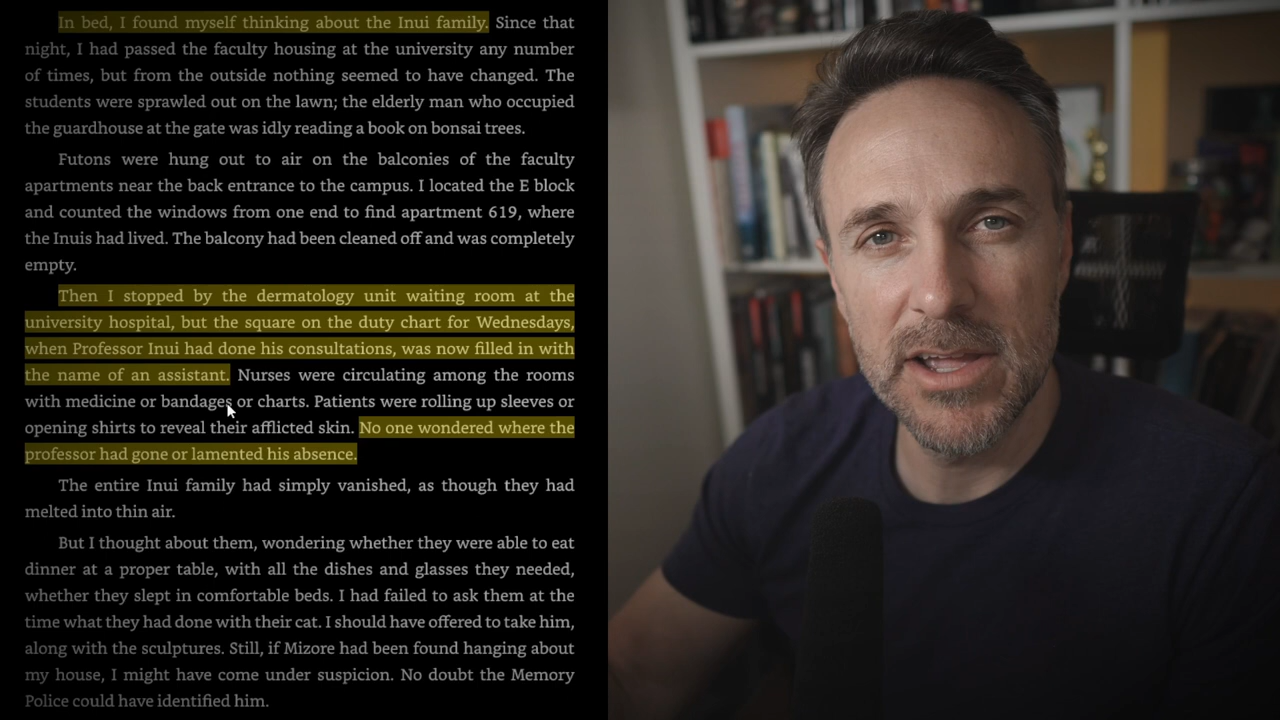 In bed, I found myself thinking about the Inui family. Since that
night, I had passed the faculty housing at the university any number
of times, but from the outside nothing seemed to have changed. The
students were sprawled out on the lawn; the elderly man who occupied
the guardhouse at the gate was idly reading a book on bonsai trees.
Futons were hung out to air on the balconies of the faculty
apartments near the back entrance to the campus. I located the E block
and counted the windows from one end to find apartment 619, where
the Inuis had lived. The balcony had been cleaned off and was completely
empty.
Then I stopped by the dermatology unit waiting room at the
university hospital, but the square on the duty chart for Wednesdays,
when Professor Inui had done his consultations, was now filled in with
the name of an assistant. Nurses were circulating among the rooms
with medicine or bandages or charts. Patients were rolling up sleeves or
opening shirts to reveal their afflicted skin. No one wondered where the
professor had gone or lamented his absence.
The entire Inui family had simply vanished, as though they had
melted into thin air.
But I thought about them, wondering whether they were able to eat
dinner at a proper table, with all the dishes and glasses they needed,
whether they slept in comfortable beds. I had failed to ask them at the
time what they had done with their cat. I should have offered to take him,
along with the sculptures. Still, if Mizore had been found hanging about
my house, I might have come under suspicion. No doubt the Memory
Police could have identified him.